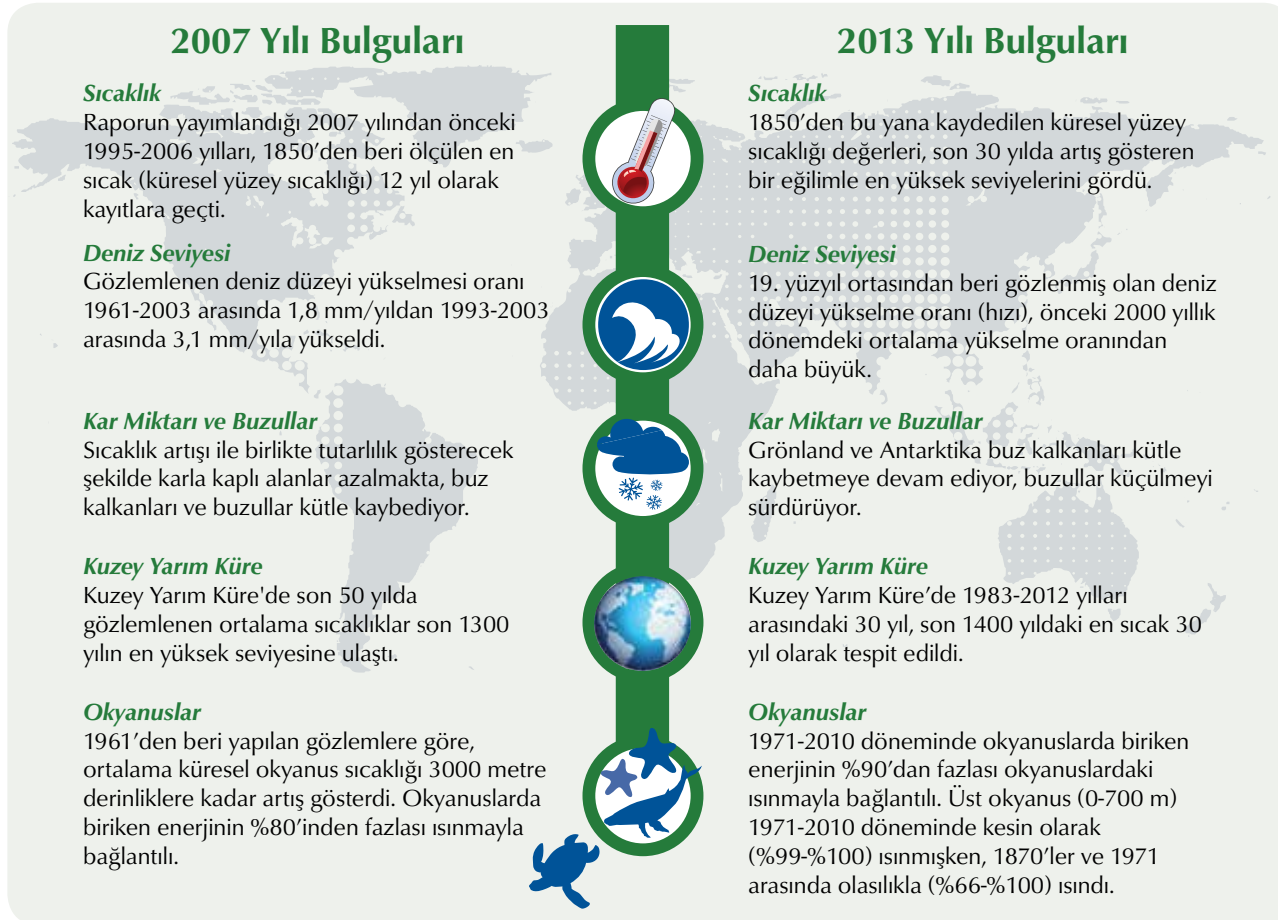 2007 Yılı Bulguları
Sıcaklık
Raporun yayımlandığı 2007 yılından önceki
1995-2006 yılları, 1850’den beri ölçülen en
sıcak (küresel yüzey sıcaklığı) 12 yıl olarak
kayıtlara geçti.
Deniz Seviyesi
Gözlemlenen deniz düzeyi yükselmesi oranı
1961-2003 arasında 1,8 mm/yıldan 1993-2003
arasında 3,1 mm/yıla yükseldi.
Kar Miktarı ve Buzullar
Sıcaklık artışı ile birlikte tutarlılık gösterecek
şekilde karla kaplı alanlar azalmakta, buz
kalkanları ve buzullar kütle kaybediyor.
Kuzey Yarım Küre
Kuzey Yarım Küre'de son 50 yılda
gözlemlenen ortalama sıcaklıklar son 1300
yılın en yüksek seviyesine ulaştı.
Okyanuslar
1961’den beri yapılan gözlemlere göre,
ortalama küresel okyanus sıcaklığı 3000 metre
derinliklere kadar artış gösterdi. Okyanuslarda
biriken enerjinin %80’inden fazlası ısınmayla
bağlantılı.
2013 Yılı Bulguları
Sıcaklık
1850’den bu yana kaydedilen küresel yüzey
sıcaklığı değerleri, son 30 yılda artış gösteren
bir eğilimle en yüksek seviyelerini gördü.
Deniz Seviyesi
19. yüzyıl ortasından beri gözlenmiş olan deniz
düzeyi yükselme oranı (hızı), önceki 2000 yıllık
dönemdeki ortalama yükselme oranından
daha büyük.
Kar Miktarı ve Buzullar
Grönland ve Antarktika buz kalkanları kütle
kaybetmeye devam ediyor, buzullar küçülmeyi
sürdürüyor.
Kuzey Yarım Küre
Kuzey Yarım Küre’de 1983-2012 yılları
arasındaki 30 yıl, son 1400 yıldaki en sıcak 30
yıl olarak tespit edildi.
Okyanuslar
1971-2010 döneminde okyanuslarda biriken
enerjinin %90’dan fazlası okyanuslardaki
ısınmayla bağlantılı. Üst okyanus (0-700 m)
1971-2010 döneminde kesin olarak
(%99-%100) ısınmışken, 1870’ler ve 1971
arasında olasılıkla (%66-%100) ısındı.